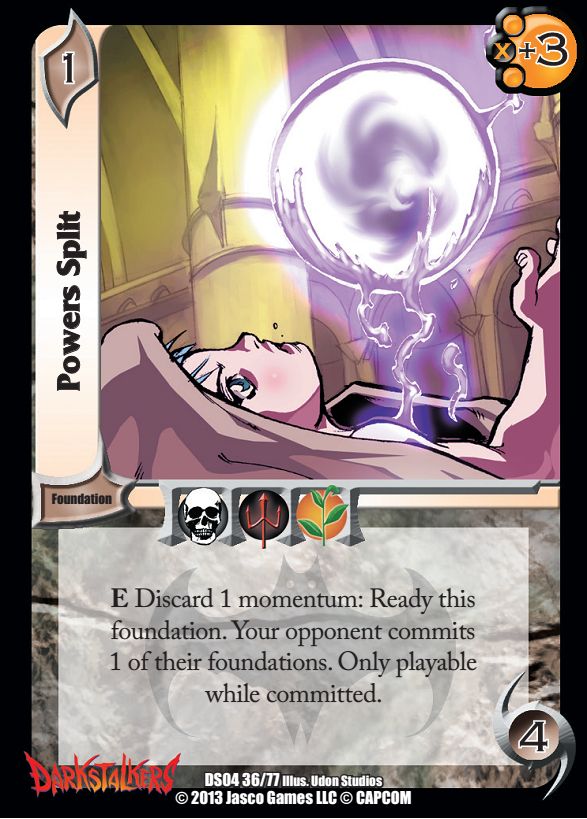 1
x +3
Powers Split
Foundation
E Discard 1 momentum: Ready this
foundation. Your opponent commits
1 of their foundations. Only playable
while committed.
4
DARKSTALKERS
DS04 36/77 Illus. Udon Studios
© 2013 Jasco Games LLC © CAPCOM